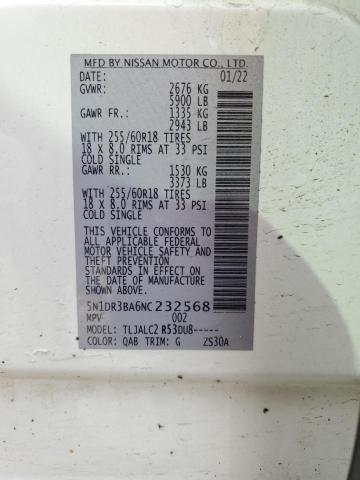 MFD BY NISSAN MOTOR CO., LTD.
DATE: 01/22
GVWR: 2676 KG
5900 LB
GAWR FR.: 1335 KG
2943 LB
WITH 255/60R18 TIRES
18 X 8.0 RIMS AT 33 PSI
COLD SINGLE
GAWR RR.: 1530 KG
3373 LB
WITH 255/60R18 TIRES
18 X 8.0 RIMS AT 33 PSI
COLD SINGLE
THIS VEHICLE CONFORMS TO
ALL APPLICABLE FEDERAL
MOTOR VEHICLE SAFETY AND
THEFT PREVENTION
STANDARDS IN EFFECT ON
THE DATE OF MANUFACTURE
SHOWN ABOVE.
5N1DR3BA6NC232568
MPV 002
MODEL: TLJALC2 R53DU8-----
COLOR: QAB TRIM: G ZS30A